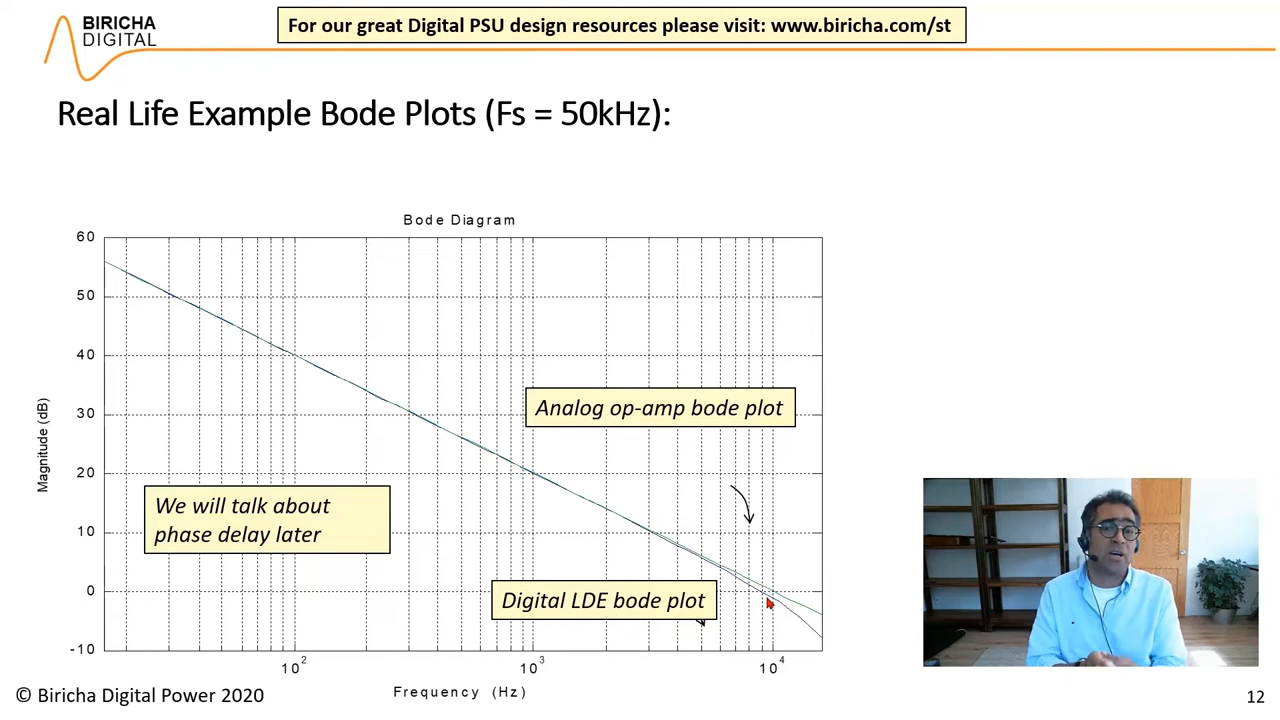 BIRICHA
DIGITAL
For our great Digital PSU design resources please visit: www.biricha.com/st
Real Life Example Bode Plots (Fs = 50kHz):
Bode Diagram
60
50
40
30
20
10
0
-10
Magnitude (dB)
Analog op-amp bode plot
We will talk about
phase delay later
Digital LDE bode plot
10² 10³ 10⁴
Frequency (Hz)
© Biricha Digital Power 2020
12